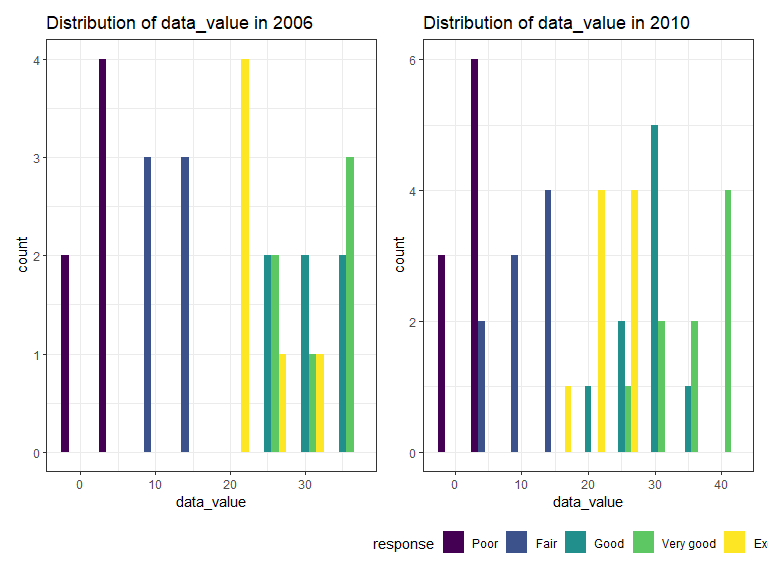 Distribution of data_value in 2006
4
3
2
1
0
count
0 10 20 30
data_value
Distribution of data_value in 2010
6
4
2
0
count
0 10 20 30 40
data_value
response Poor Fair Good Very good Ex